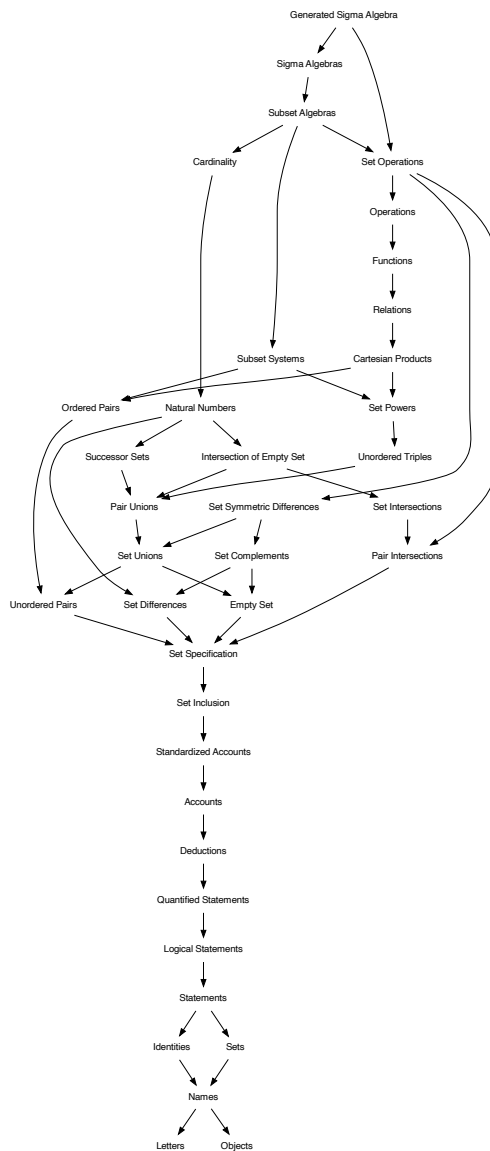 Generated Sigma Algebra
Sigma Algebras
Subset Algebras
Cardinality
Set Operations
Operations
Functions
Relations
Subset Systems
Cartesian Products
Ordered Pairs
Natural Numbers
Set Powers
Successor Sets
Intersection of Empty Set
Unordered Triples
Pair Unions
Set Symmetric Differences
Set Intersections
Set Unions
Set Complements
Pair Intersections
Unordered Pairs
Set Differences
Empty Set
Set Specification
Set Inclusion
Standardized Accounts
Accounts
Deductions
Quantified Statements
Logical Statements
Statements
Identities
Sets
Names
Letters
Objects